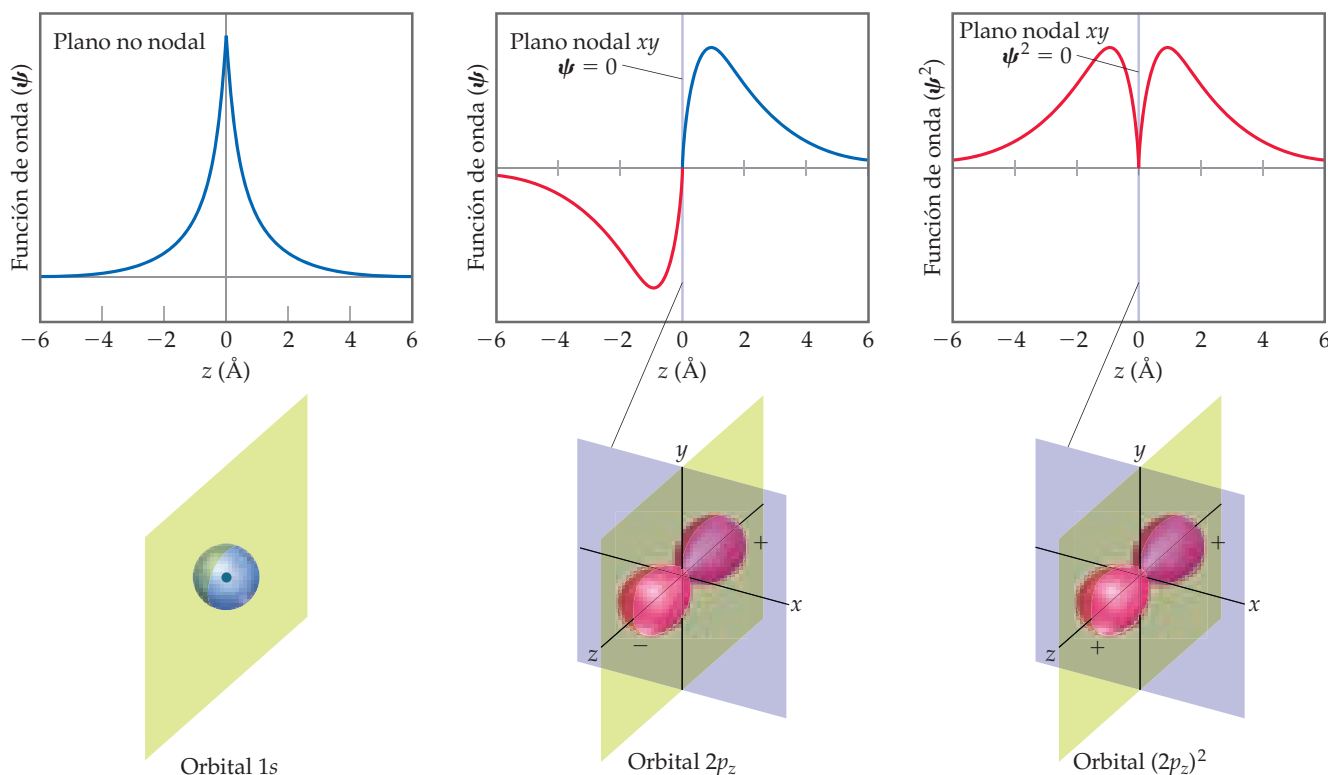 Plano no nodal
Función de onda (ψ)
−6 −4 −2 0 2 4 6
z (Å)
Orbital 1s
Plano nodal xy
ψ = 0
Función de onda (ψ)
−6 −4 −2 0 2 4 6
z (Å)
y
+
x
z
−
Orbital 2p_z
Plano nodal xy
ψ² = 0
Función de onda (ψ²)
−6 −4 −2 0 2 4 6
z (Å)
y
+
x
z
+
Orbital (2p_z)²